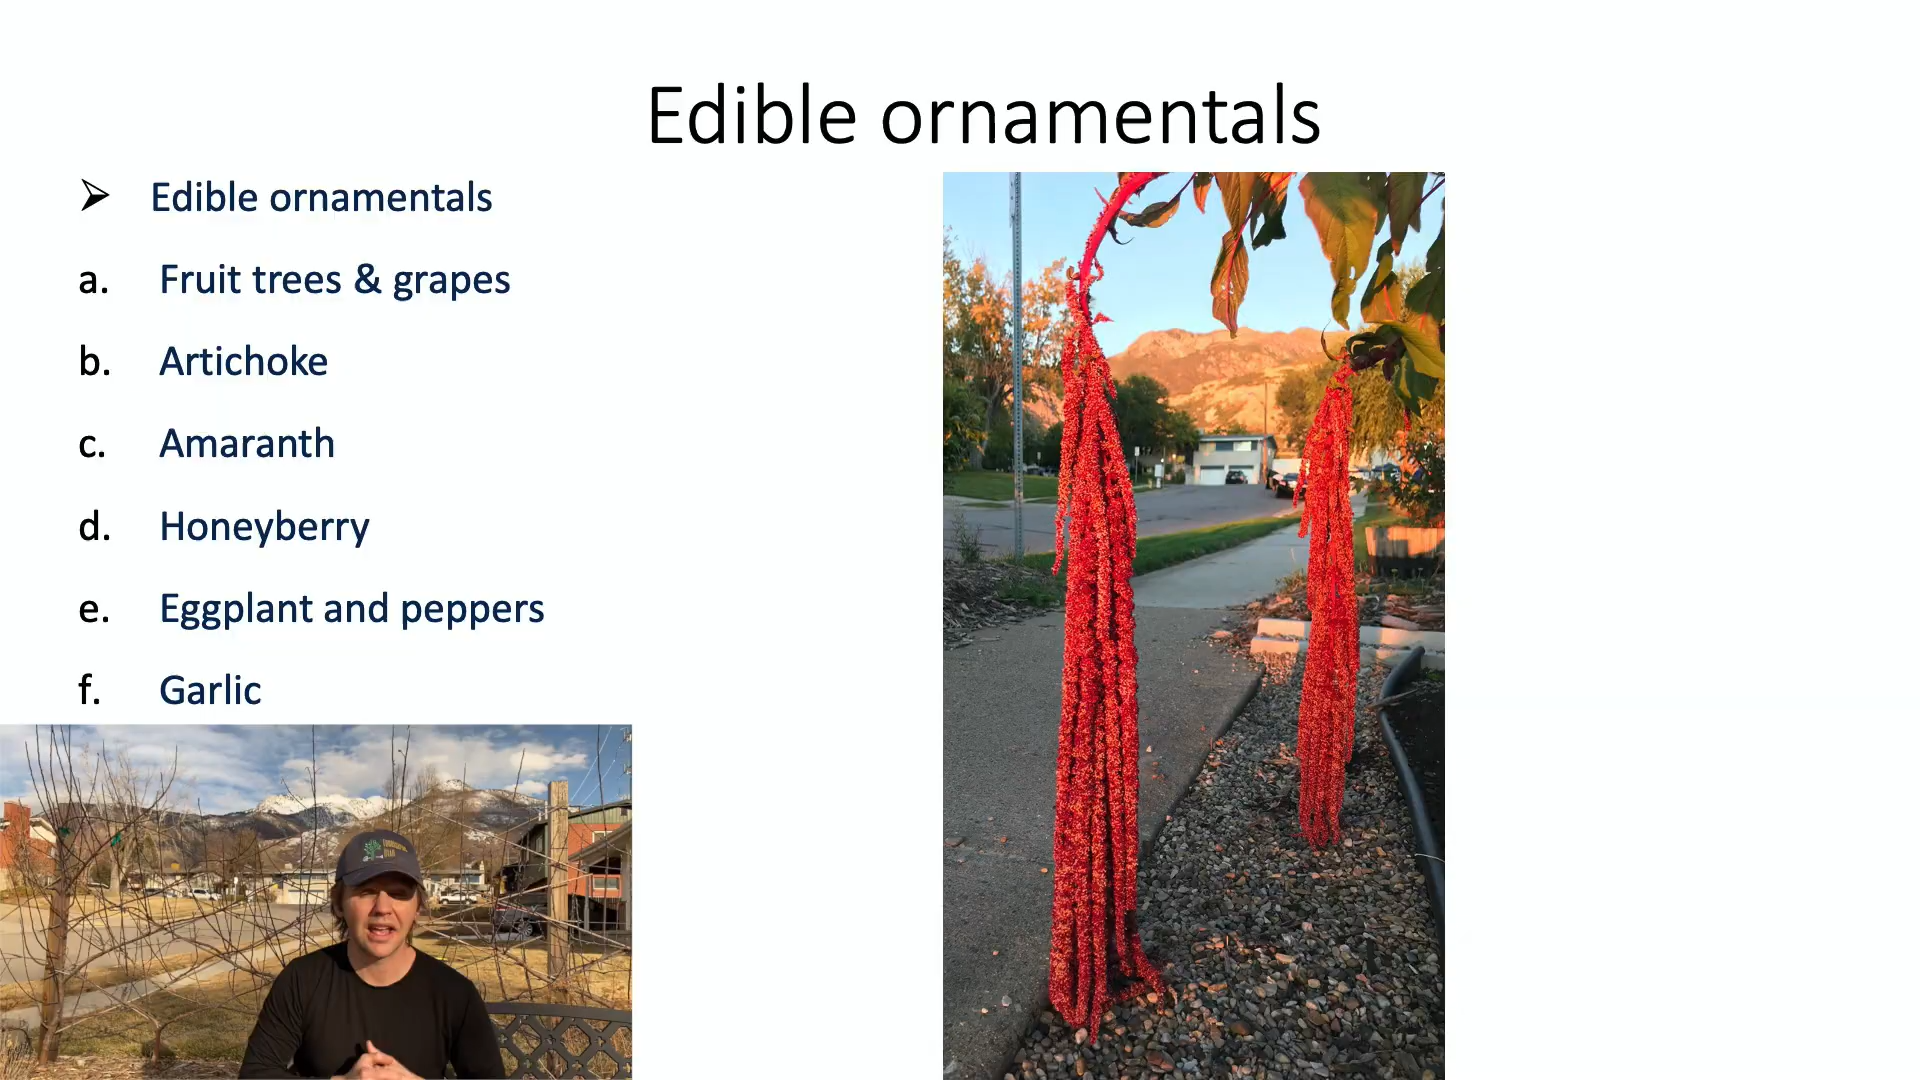 Edible ornamentals
➢ Edible ornamentals
a. Fruit trees & grapes
b. Artichoke
c. Amaranth
d. Honeyberry
e. Eggplant and peppers
f. Garlic